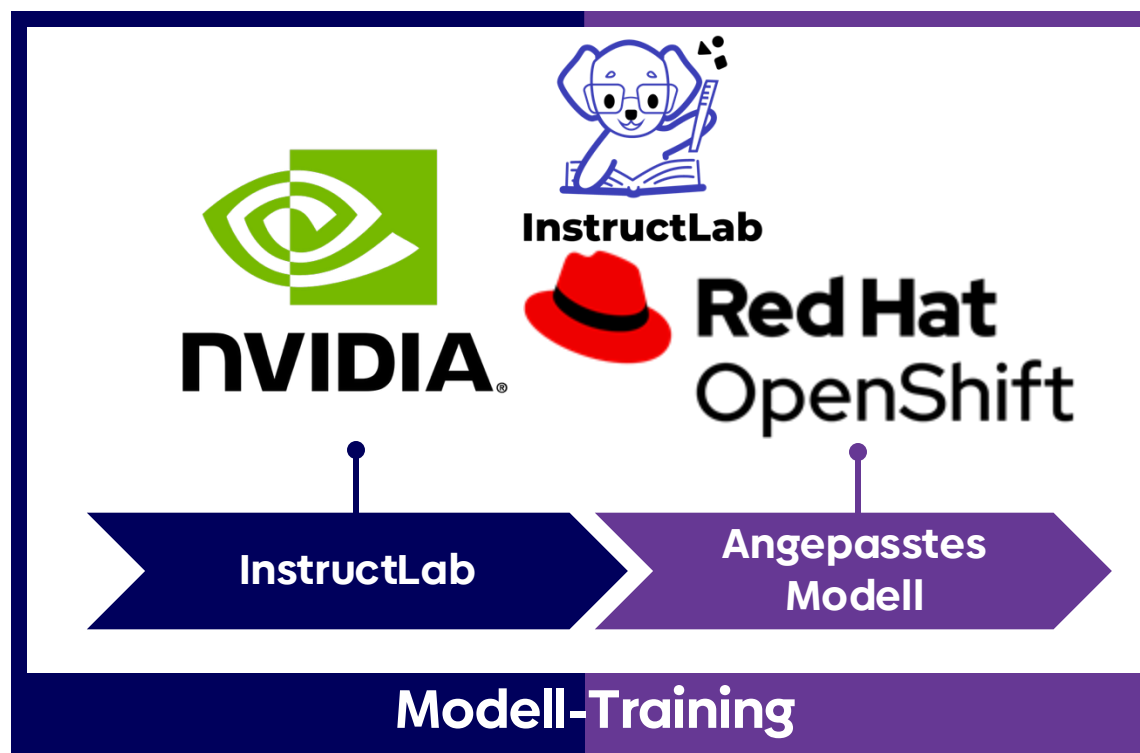 InstructLab
NVIDIA®
Red Hat
OpenShift
InstructLab
Angepasstes
Modell
Modell-Training